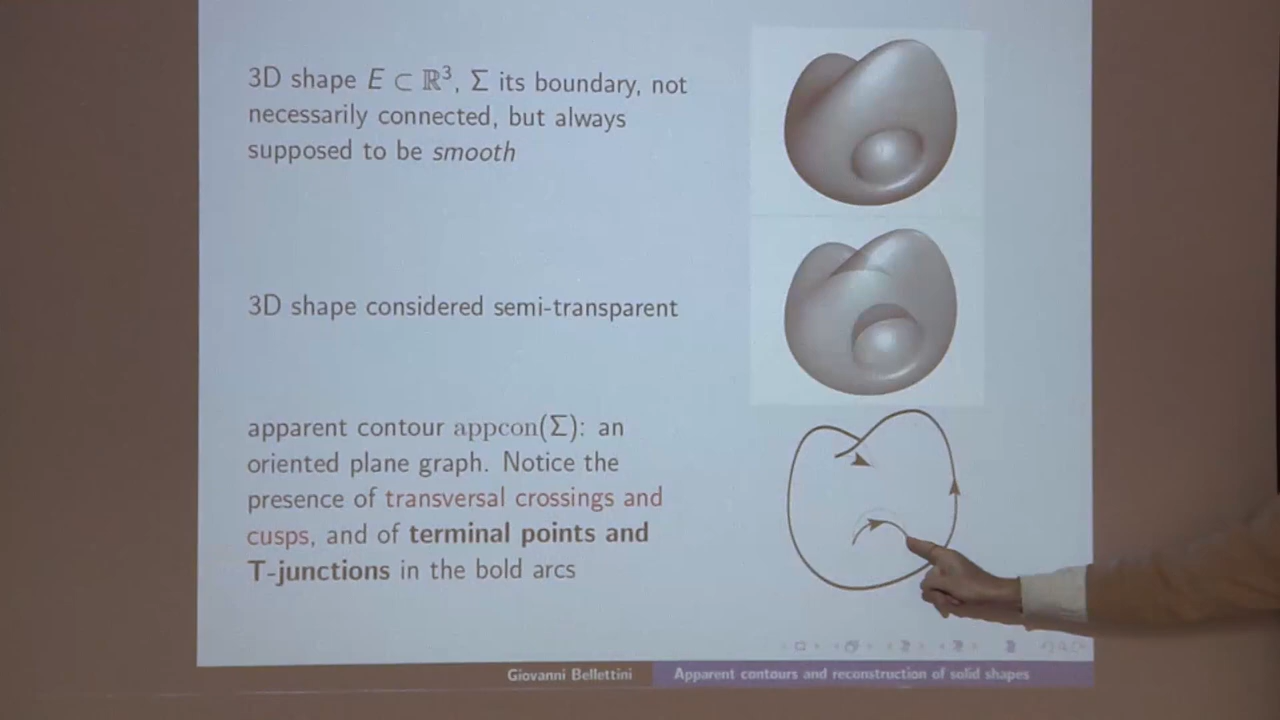 3D shape E ⊂ ℝ³, Σ its boundary, not
necessarily connected, but always
supposed to be smooth
3D shape considered semi-transparent
apparent contour appcon(Σ): an
oriented plane graph. Notice the
presence of transversal crossings and
cusps, and of terminal points and
T-junctions in the bold arcs
Giovanni Bellettini
Apparent contours and reconstruction of solid shapes